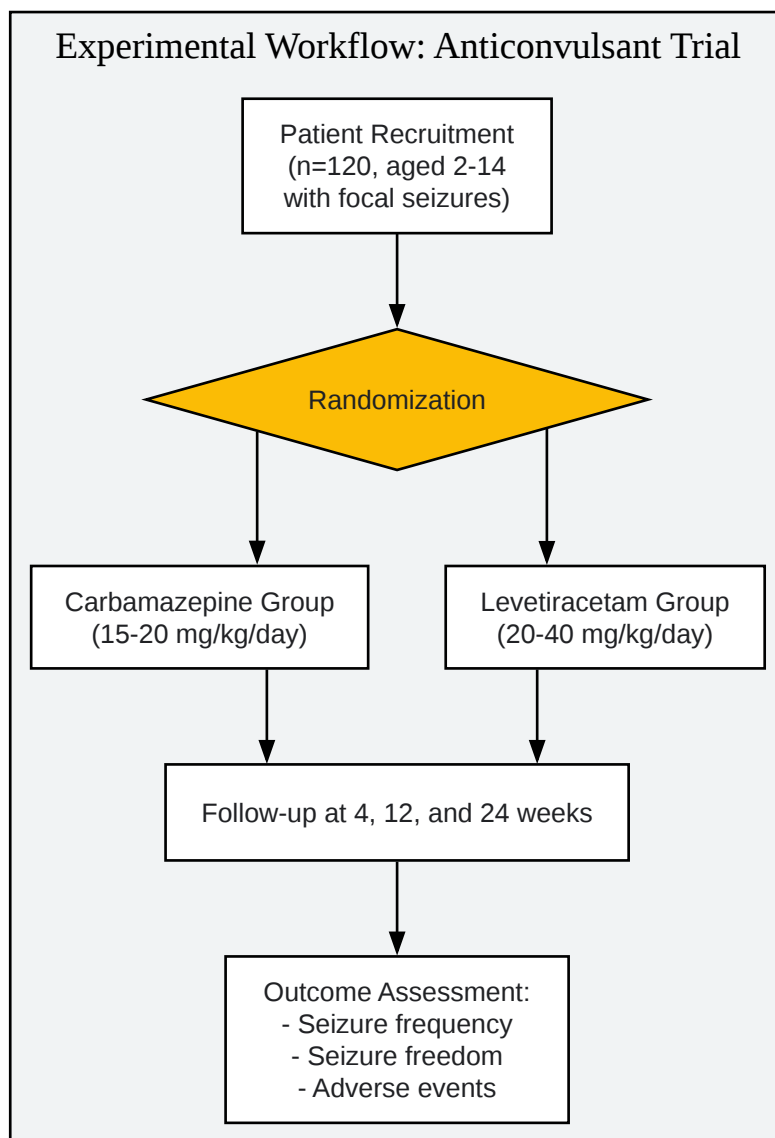 Experimental Workflow: Anticonvulsant Trial
Patient Recruitment
(n=120, aged 2-14
with focal seizures)
Randomization
Carbamazepine Group
(15-20 mg/kg/day)
Levetiracetam Group
(20-40 mg/kg/day)
Follow-up at 4, 12, and 24 weeks
Outcome Assessment:
- Seizure frequency
- Seizure freedom
- Adverse events